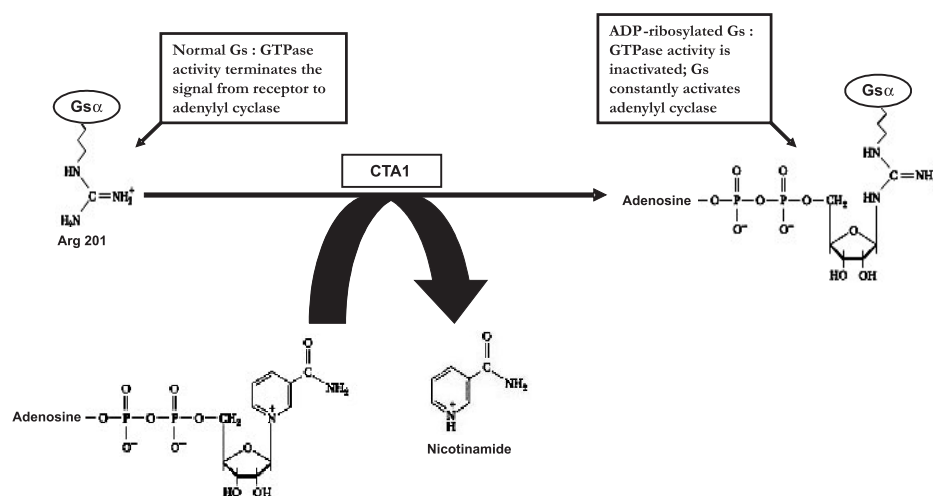 Normal Gs : GTPase
activity terminates the
signal from receptor to
adenylyl cyclase
ADP-ribosylated Gs :
GTPase activity is
inactivated; Gs
constantly activates
adenylyl cyclase
Gsα
HN
C=NH₂⁺
H₂N
Arg 201
CTA1
Gsα
HN
C=NH
HN
Adenosine –O–P–O–P–O–CH₂
O O
O⁻ O⁻
O
HO OH
O
C
NH₂
N⁺
Adenosine –O–P–O–P–O–CH₂
O O
O⁻ O⁻
O
HO OH
O
C
NH₂
N⁺
H
Nicotinamide